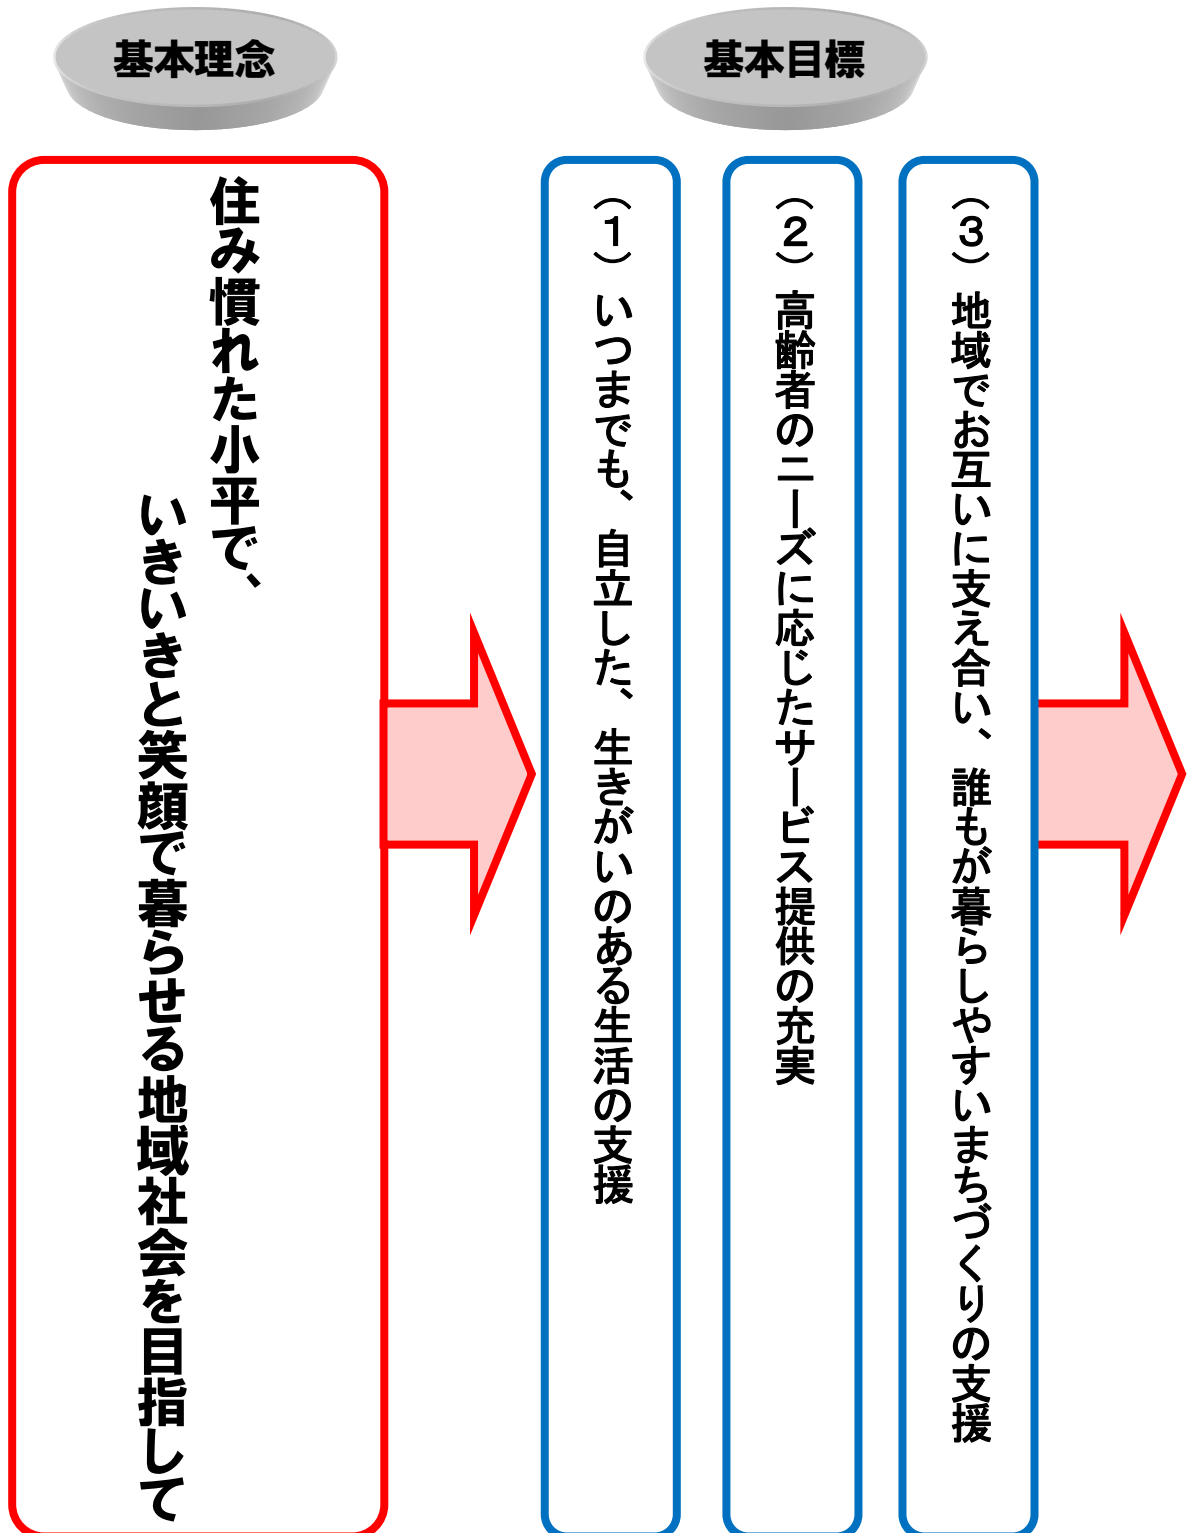 基本理念
住み慣れた小平で、
いきいきと笑顔で暮らせる地域社会を目指して
基本目標
（１）いつまでも、自立した、生きがいのある生活の支援
（２）高齢者のニーズに応じたサービス提供の充実
（３）地域でお互いに支え合い、誰もが暮らしやすいまちづくりの支援